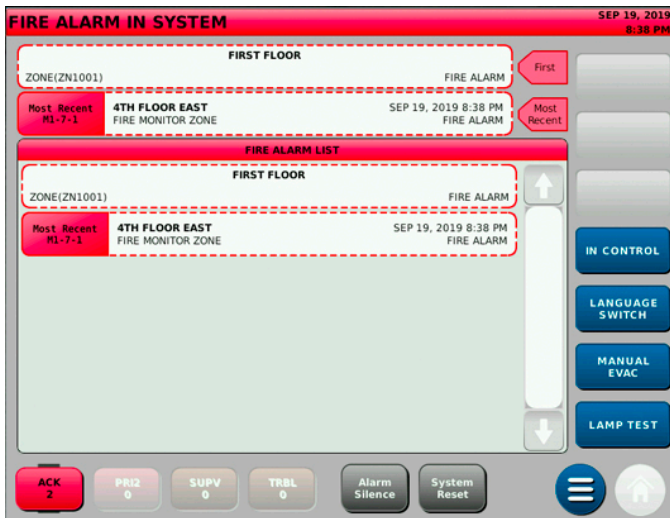 FIRE ALARM IN SYSTEM
SEP 19, 2019
8:38 PM
FIRST FLOOR
ZONE(ZN1001)
FIRE ALARM
First
Most Recent
M1-7-1
4TH FLOOR EAST
FIRE MONITOR ZONE
SEP 19, 2019 8:38 PM
FIRE ALARM
Most
Recent
FIRE ALARM LIST
FIRST FLOOR
ZONE(ZN1001)
FIRE ALARM
Most Recent
M1-7-1
4TH FLOOR EAST
FIRE MONITOR ZONE
SEP 19, 2019 8:38 PM
FIRE ALARM
IN CONTROL
LANGUAGE
SWITCH
MANUAL
EVAC
LAMP TEST
ACK
2
PRI2
0
SUPV
0
TRBL
0
Alarm
Silence
System
Reset